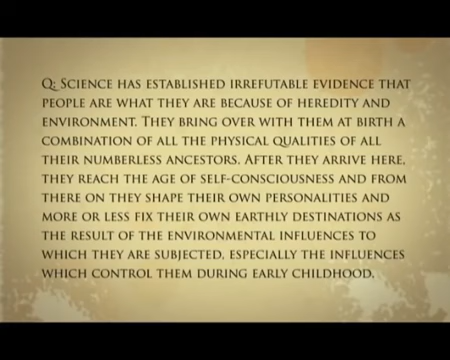 Q: Science has established irrefutable evidence that
people are what they are because of heredity and
environment. They bring over with them at birth a
combination of all the physical qualities of all
their numberless ancestors. After they arrive here,
they reach the age of self-consciousness and from
there on they shape their own personalities and
more or less fix their own earthly destinations as
the result of the environmental influences to
which they are subjected, especially the influences
which control them during early childhood.